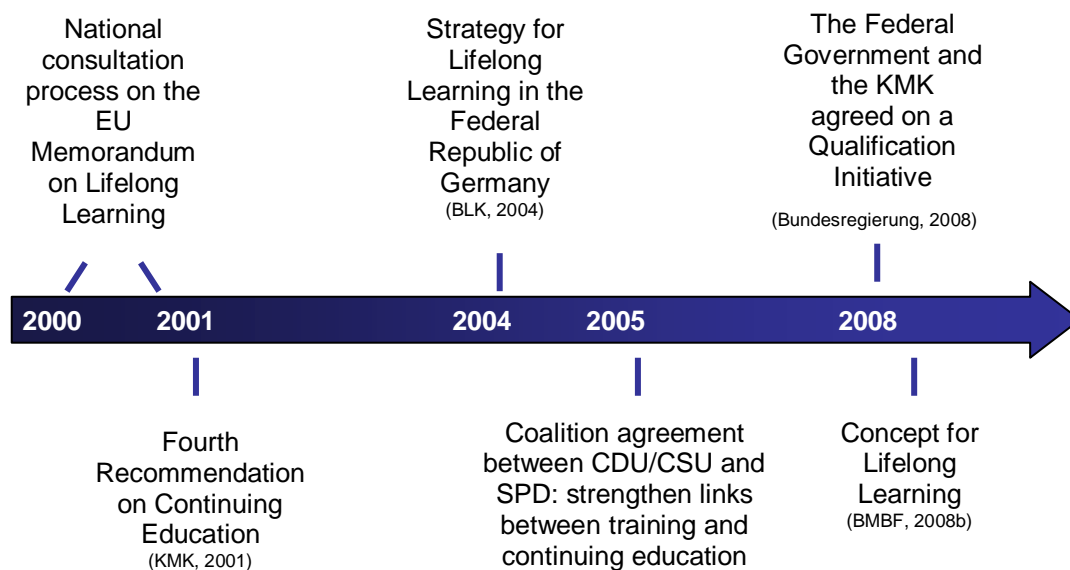 National
consultation
process on the
EU
Memorandum
on Lifelong
Learning
Strategy for
Lifelong
Learning in the
Federal
Republic of
Germany
(BLK, 2004)
The Federal
Government and
the KMK
agreed on a
Qualification
Initiative
(Bundesregierung, 2008)
2000 2001 2004 2005 2008
Fourth
Recommendation
on Continuing
Education
(KMK, 2001)
Coalition agreement
between CDU/CSU and
SPD: strengthen links
between training and
continuing education
Concept for
Lifelong
Learning
(BMBF, 2008b)